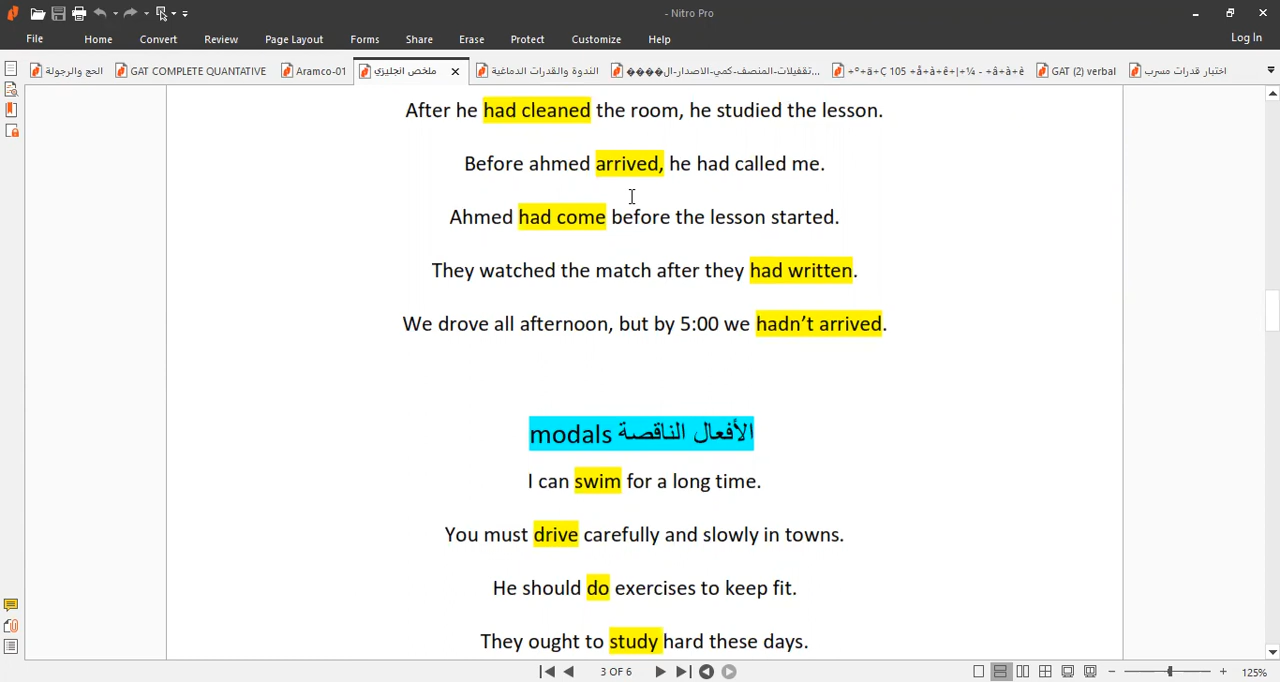 - Nitro Pro
File Home Convert Review Page Layout Forms Share Erase Protect Customize Help Log In
الحج والرجولة GAT COMPLETE QUANTATIVE Aramco-01 ملخص انجليزي الندوة والقدرات الدماغية تقفيلات-المنصف-كمي-الاصدار-ال����... GAT (2) verbal اختبار قدرات مسرب
After he had cleaned the room, he studied the lesson.
Before ahmed arrived, he had called me.
Ahmed had come before the lesson started.
They watched the match after they had written.
We drove all afternoon, but by 5:00 we hadn't arrived.
modals الأفعال الناقصة
I can swim for a long time.
You must drive carefully and slowly in towns.
He should do exercises to keep fit.
They ought to study hard these days.
3 OF 6
125%